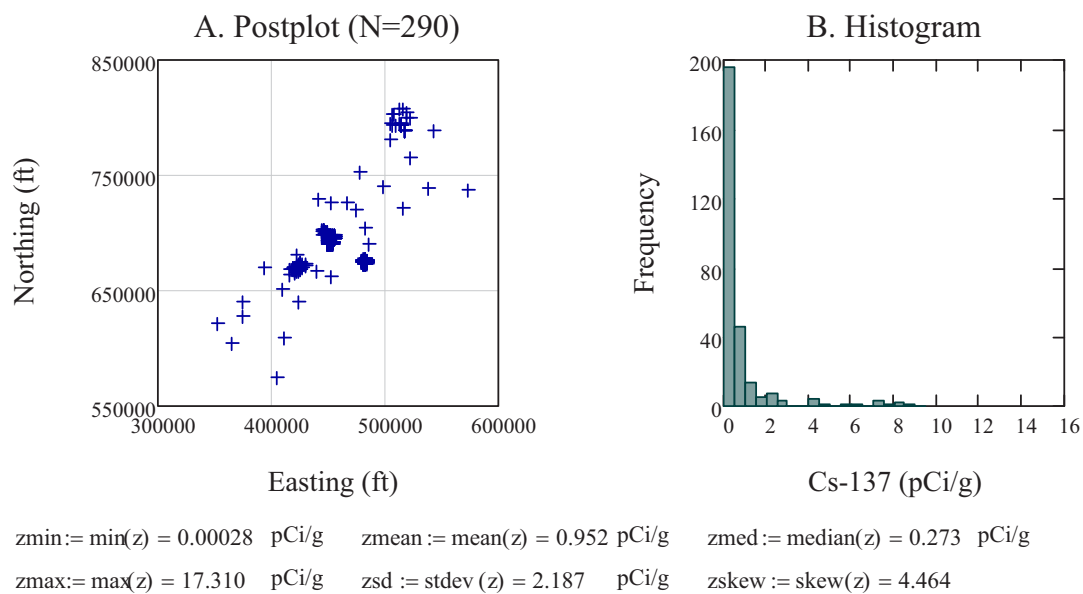 A. Postplot (N=290)
B. Histogram
850000
750000
650000
550000
Northing (ft)
300000 400000 500000 600000
Easting (ft)
200
160
120
80
40
0
Frequency
0 2 4 6 8 10 12 14 16
Cs-137 (pCi/g)
zmin := min(z) = 0.00028 pCi/g zmean := mean(z) = 0.952 pCi/g zmed := median(z) = 0.273 pCi/g
zmax := max(z) = 17.310 pCi/g zsd := stdev(z) = 2.187 pCi/g zskew := skew(z) = 4.464